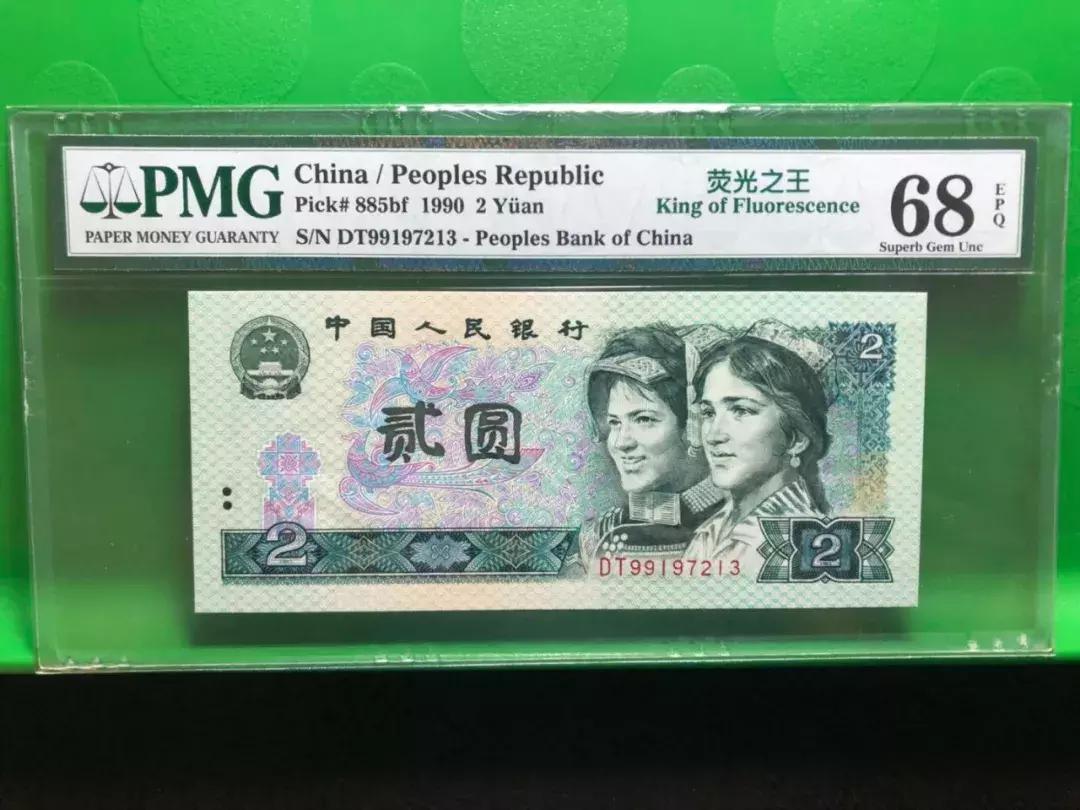 PMG
PAPER MONEY GUARANTY
China / Peoples Republic
Pick# 885bf 1990 2 Yüan
S/N DT99197213 - Peoples Bank of China
荧光之王
King of Fluorescence
68
EPQ
Superb Gem Unc
中国人民银行
2
贰圆
2
2
DT99197213